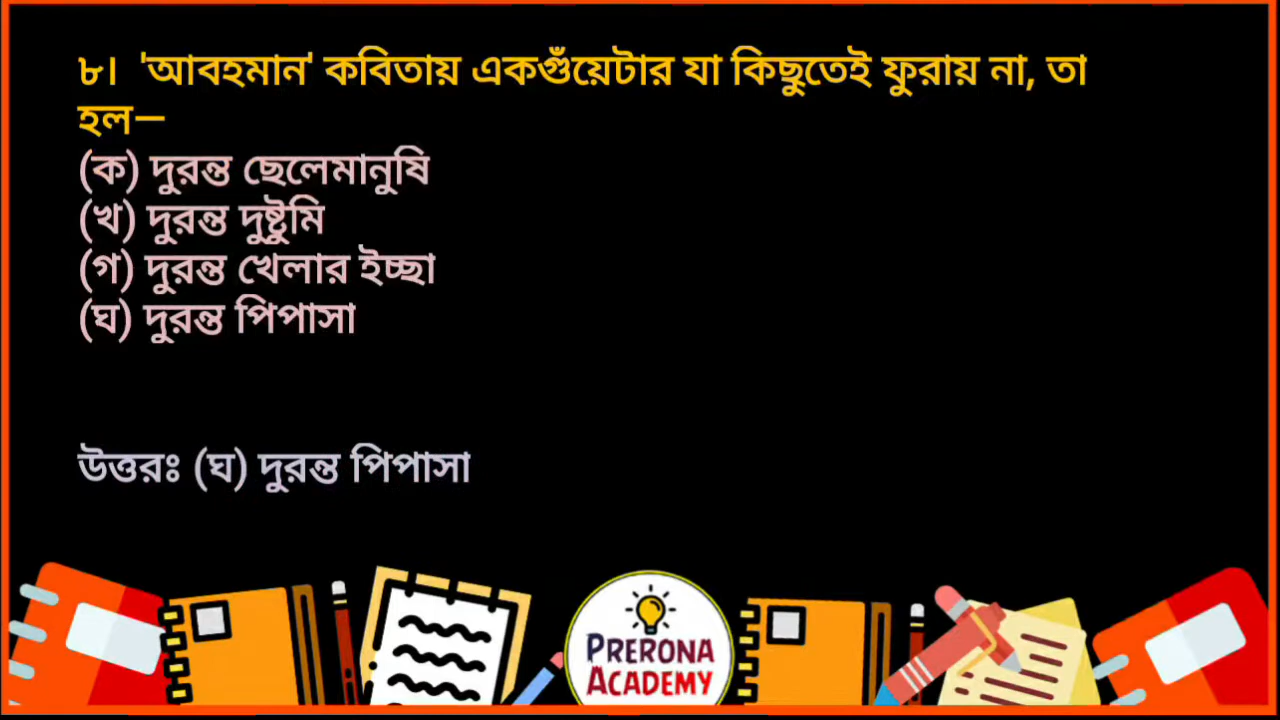 ৮। 'আবহমান' কবিতায় একগুঁয়েটার যা কিছুতেই ফুরায় না, তা
হল—
(ক) দুরন্ত ছেলেমানুষি
(খ) দুরন্ত দুষ্টুমি
(গ) দুরন্ত খেলার ইচ্ছা
(ঘ) দুরন্ত পিপাসা
উত্তরঃ (ঘ) দুরন্ত পিপাসা
PRERONA
ACADEMY